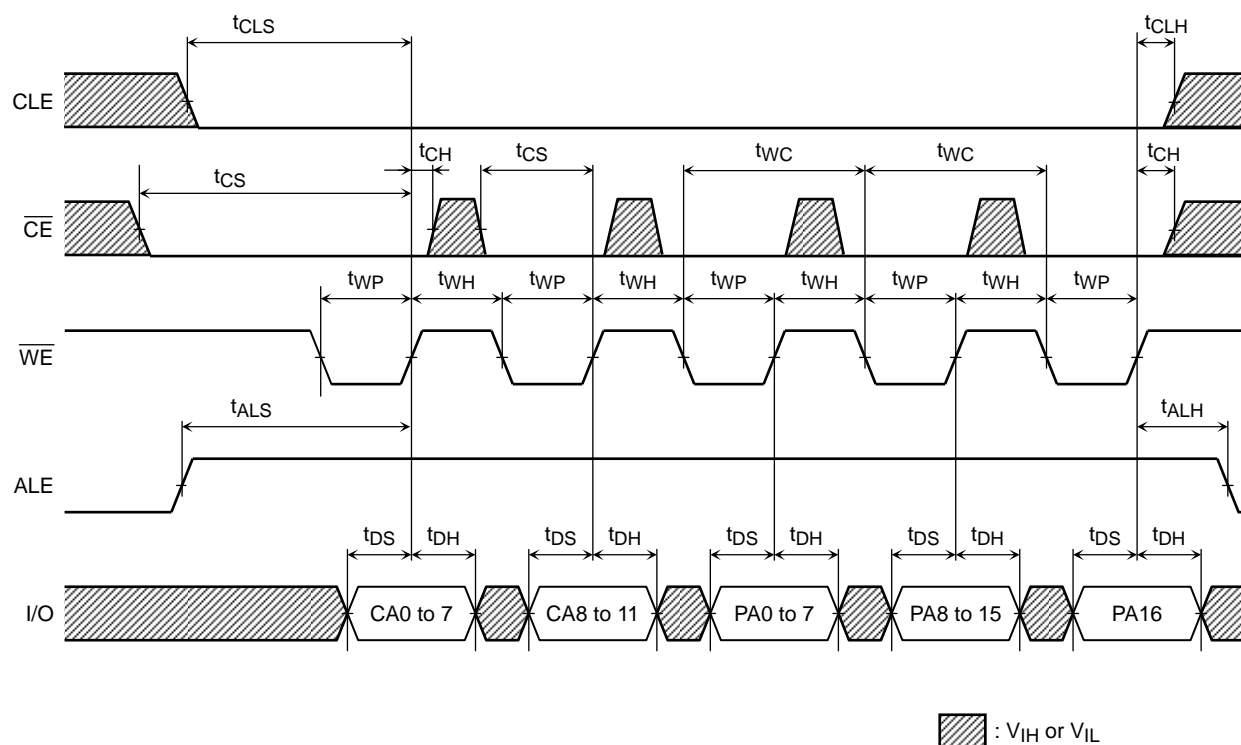 tCLS tCLH
CLE
tCH tCS tWC tWC tCH
tCS
CE
tWP tWH tWP tWH tWP tWH tWP tWH tWP
WE
tALS tALH
ALE
tDS tDH tDS tDH tDS tDH tDS tDH tDS tDH
I/O CA0 to 7 CA8 to 11 PA0 to 7 PA8 to 15 PA16
: VIH or VIL